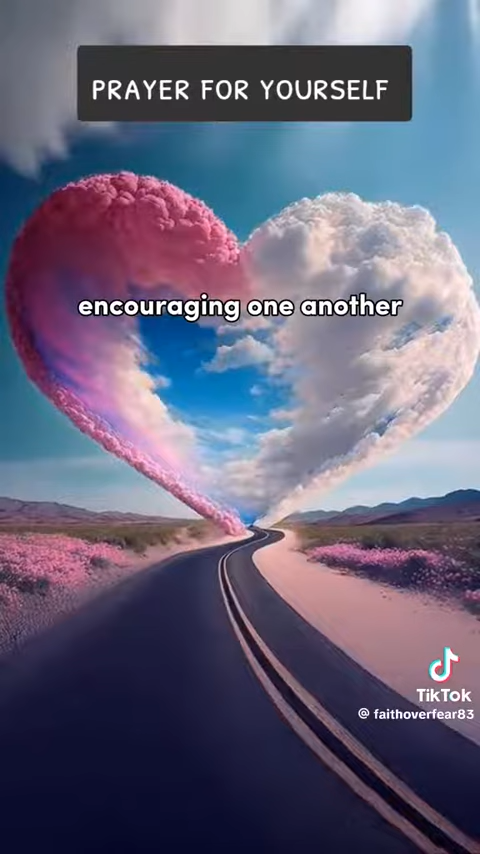 PRAYER FOR YOURSELF
encouraging one another
TikTok
@ faithoverfear83